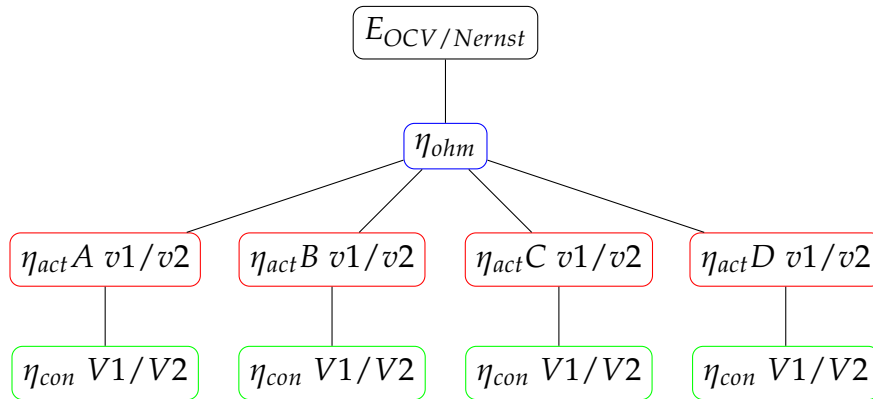 E_{OCV/Nernst}
η_{ohm}
η_{act}A v1/v2 η_{act}B v1/v2 η_{act}C v1/v2 η_{act}D v1/v2
η_{con} V1/V2 η_{con} V1/V2 η_{con} V1/V2 η_{con} V1/V2